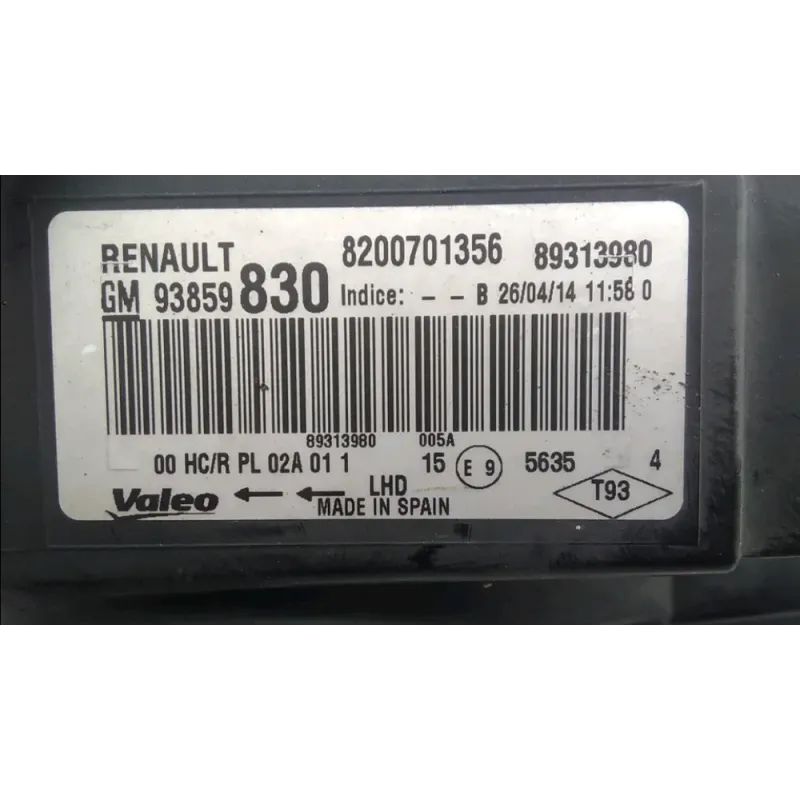 RENAULT 8200701356 89313980
GM 93859 830 Indice: - - B 26/04/14 11:58 0
89313980 005A
00 HC/R PL 02A 01 1 15 E 9 5635 4
Valeo ← ← LHD T93
MADE IN SPAIN